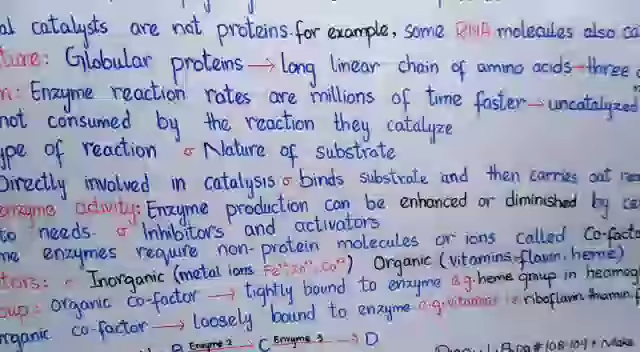 al catalysts are not proteins. for example, some RNA molecules also ca
ture: Globular proteins → long linear chain of amino acids → three
n: Enzyme reaction rates are millions of time faster → uncatalyzed
not consumed by the reaction they catalyze
ype of reaction o Nature of substrate
Directly involved in catalysis o binds substrate and then carries out re
enzyme activity: Enzyme production can be enhanced or diminished by ce
to needs. o Inhibitors and activators
me enzymes require non-protein molecules or ions called Co-facto
tors: o Inorganic (metal ions Fe²⁺, Zn²⁺, Cu²⁺) Organic (vitamins-flavin, heme)
oup: organic co-factor → tightly bound to enzyme e.g. heme group in heamog
rganic co-factor → loosely bound to enzyme e.g. vitamins i.e riboflavin, thiamin, f
B Enzyme 2 → C Enzyme 3 → D